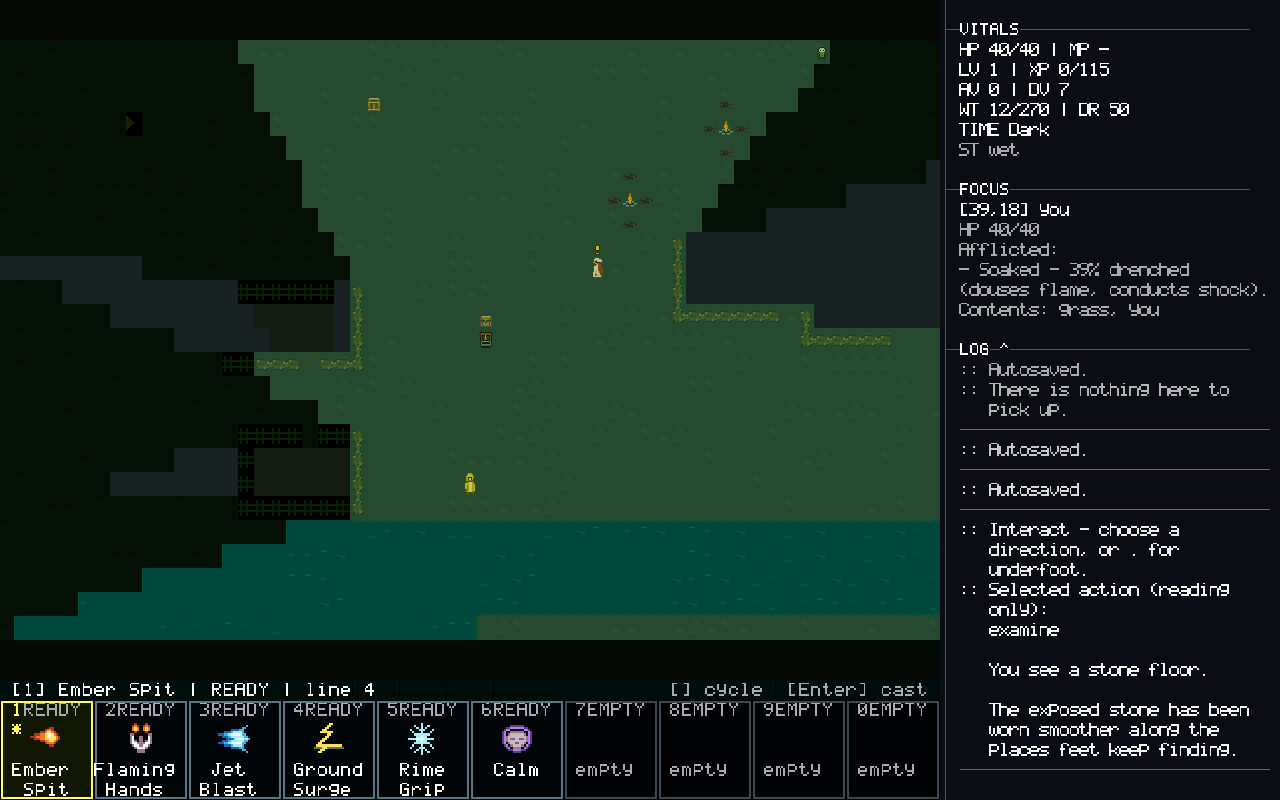 VITALS
HP 40/40 | MP -
LV 1 | XP 0/115
AV 0 | DV 7
WT 12/270 | DR 50
TIME Dark
ST wet
FOCUS
[39,18] You
HP 40/40
Afflicted:
- Soaked - 39% drenched
(douses flame, conducts shock).
Contents: grass, you
LOG ^
:: Autosaved.
:: There is nothing here to
pick up.
:: Autosaved.
:: Autosaved.
:: Interact - choose a
direction, or . for
underfoot.
:: Selected action (reading
only):
examine
You see a stone floor.
The exposed stone has been
worn smoother along the
places feet keep finding.
[1] Ember Spit | READY | line 4
[] cycle [Enter] cast
1READY 2READY 3READY 4READY 5READY 6READY 7EMPTY 8EMPTY 9EMPTY 0EMPTY
*
Ember Flaming Jet Ground Rime Calm empty empty empty empty
Spit Hands Blast Surge Grip